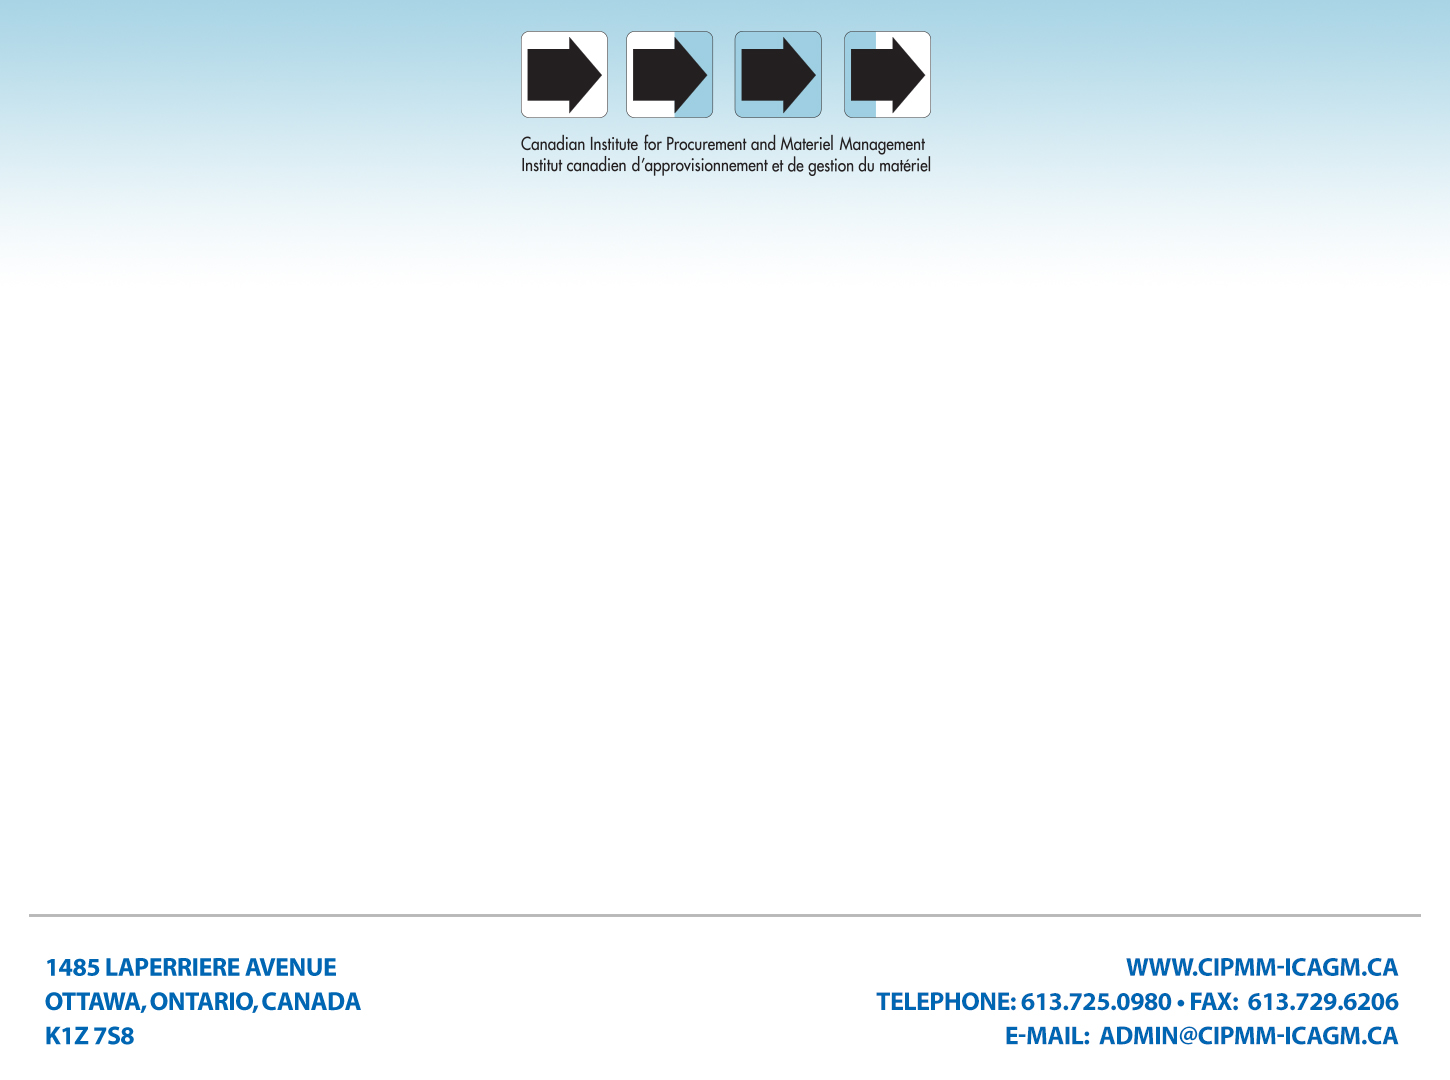 Canadian Institute for Procurement and Materiel Management
Institut canadien d'approvisionnement et de gestion du matériel
1485 LAPERRIERE AVENUE
OTTAWA, ONTARIO, CANADA
K1Z 7S8
WWW.CIPMM-ICAGM.CA
TELEPHONE: 613.725.0980 • FAX: 613.729.6206
E-MAIL: ADMIN@CIPMM-ICAGM.CA